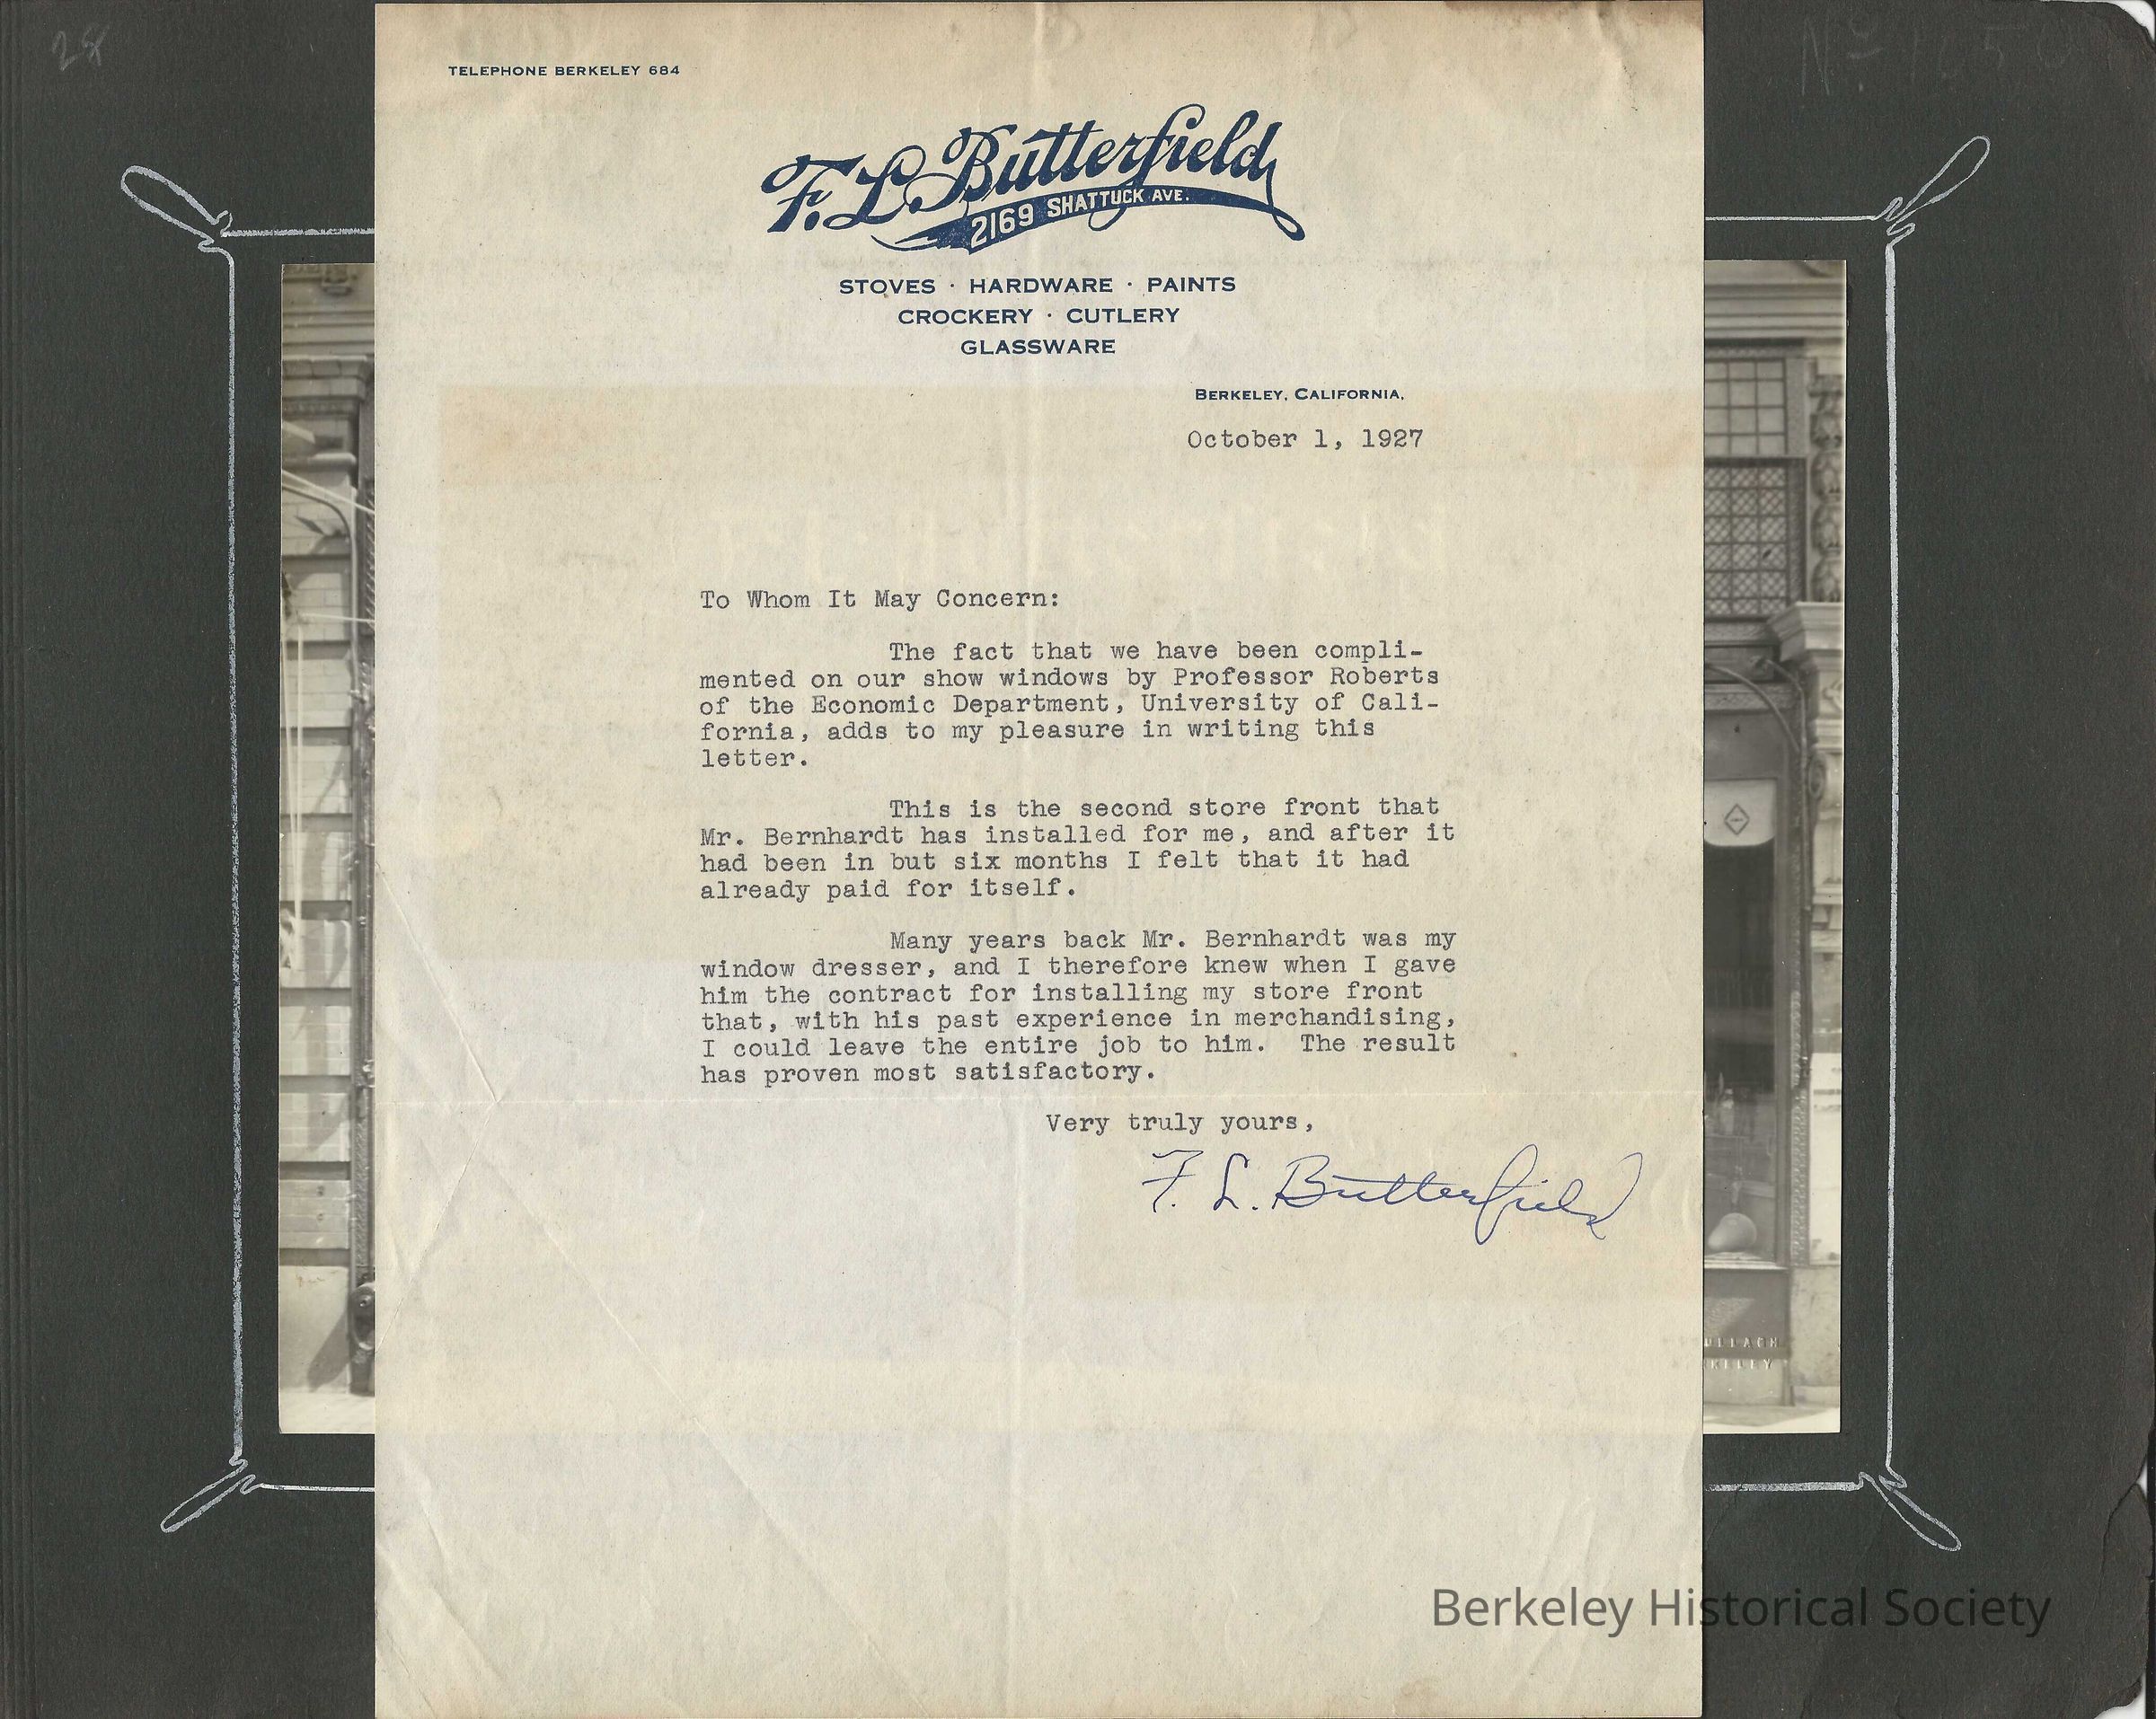 28
TELEPHONE BERKELEY 684
F. L. Butterfield
2169 SHATTUCK AVE.
STOVES · HARDWARE · PAINTS
CROCKERY · CUTLERY
GLASSWARE
BERKELEY, CALIFORNIA,
October 1, 1927
To Whom It May Concern:
The fact that we have been compli-
mented on our show windows by Professor Roberts
of the Economic Department, University of Cali-
fornia, adds to my pleasure in writing this
letter.
This is the second store front that
Mr. Bernhardt has installed for me, and after it
had been in but six months I felt that it had
already paid for itself.
Many years back Mr. Bernhardt was my
window dresser, and I therefore knew when I gave
him the contract for installing my store front
that, with his past experience in merchandising,
I could leave the entire job to him. The result
has proven most satisfactory.
Very truly yours,
F. L. Butterfield
Berkeley Historical Society